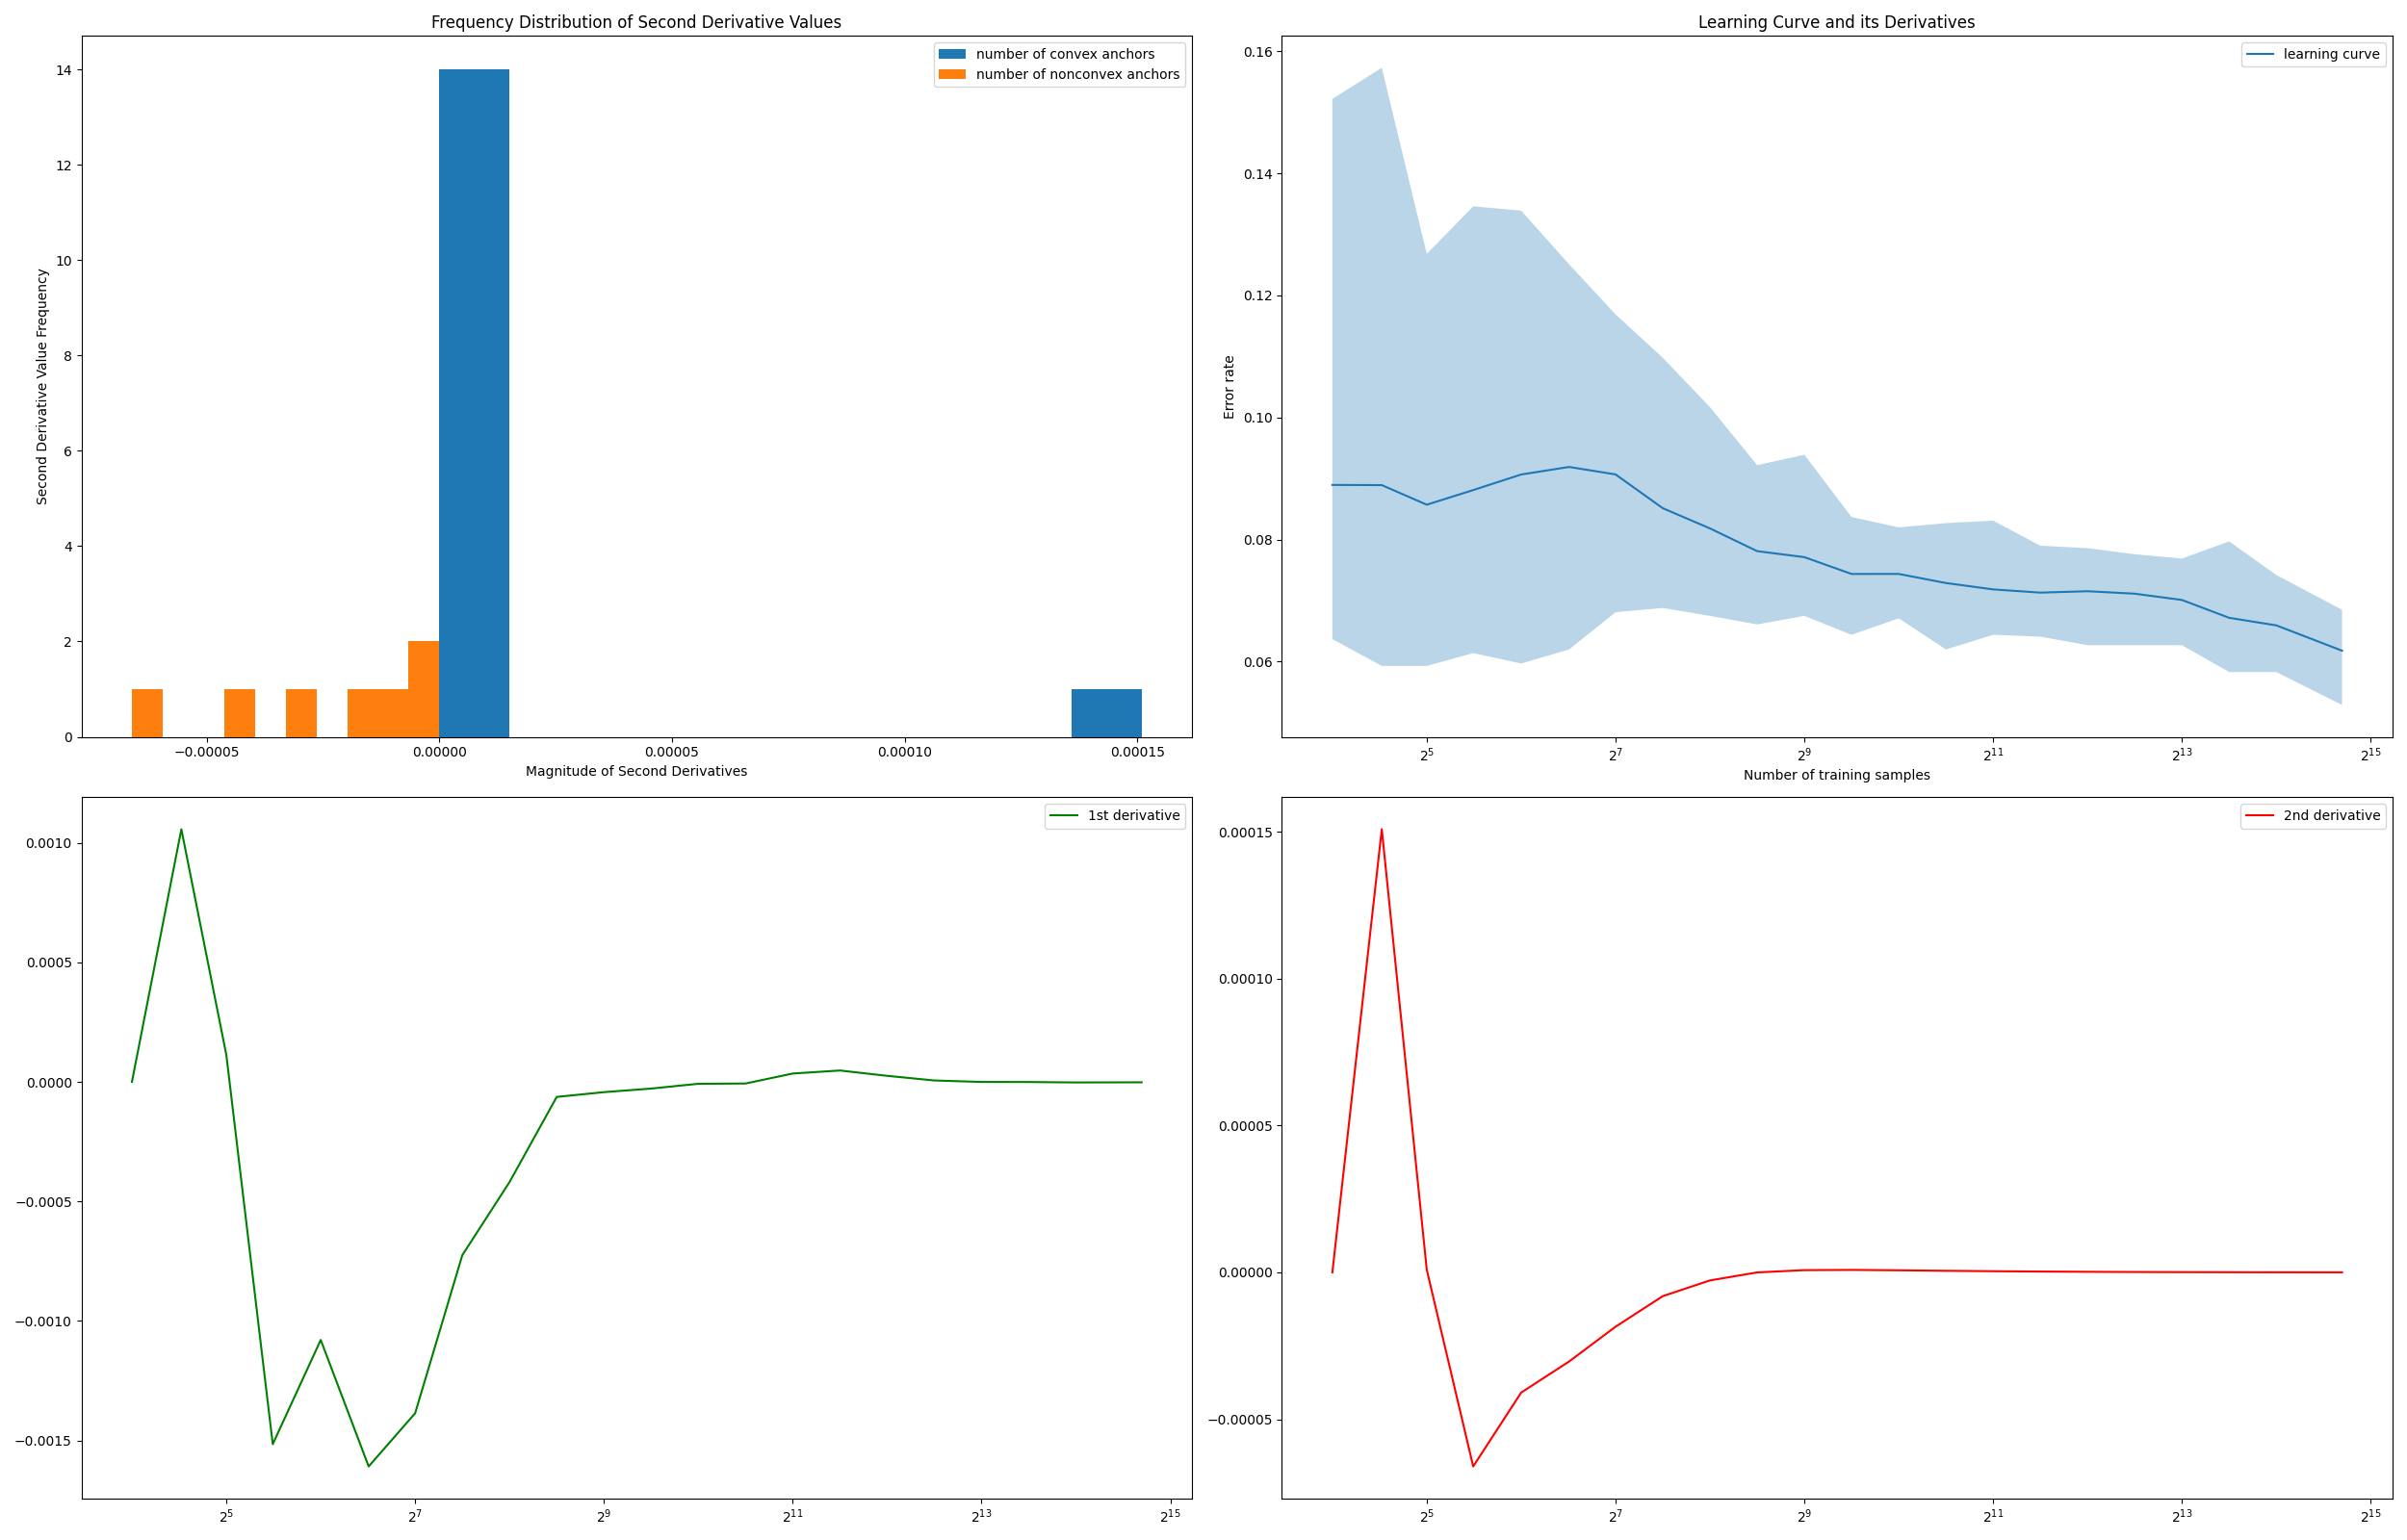 Frequency Distribution of Second Derivative Values
number of convex anchors
number of nonconvex anchors
14
12
10
8
6
4
2
0
Second Derivative Value Frequency
−0.00005 0.00000 0.00005 0.00010 0.00015
Magnitude of Second Derivatives
Learning Curve and its Derivatives
learning curve
0.16
0.14
0.12
0.10
0.08
0.06
Error rate
2^5 2^7 2^9 2^11 2^13 2^15
Number of training samples
1st derivative
0.0010
0.0005
0.0000
−0.0005
−0.0010
−0.0015
2^5 2^7 2^9 2^11 2^13 2^15
2nd derivative
0.00015
0.00010
0.00005
0.00000
−0.00005
2^5 2^7 2^9 2^11 2^13 2^15